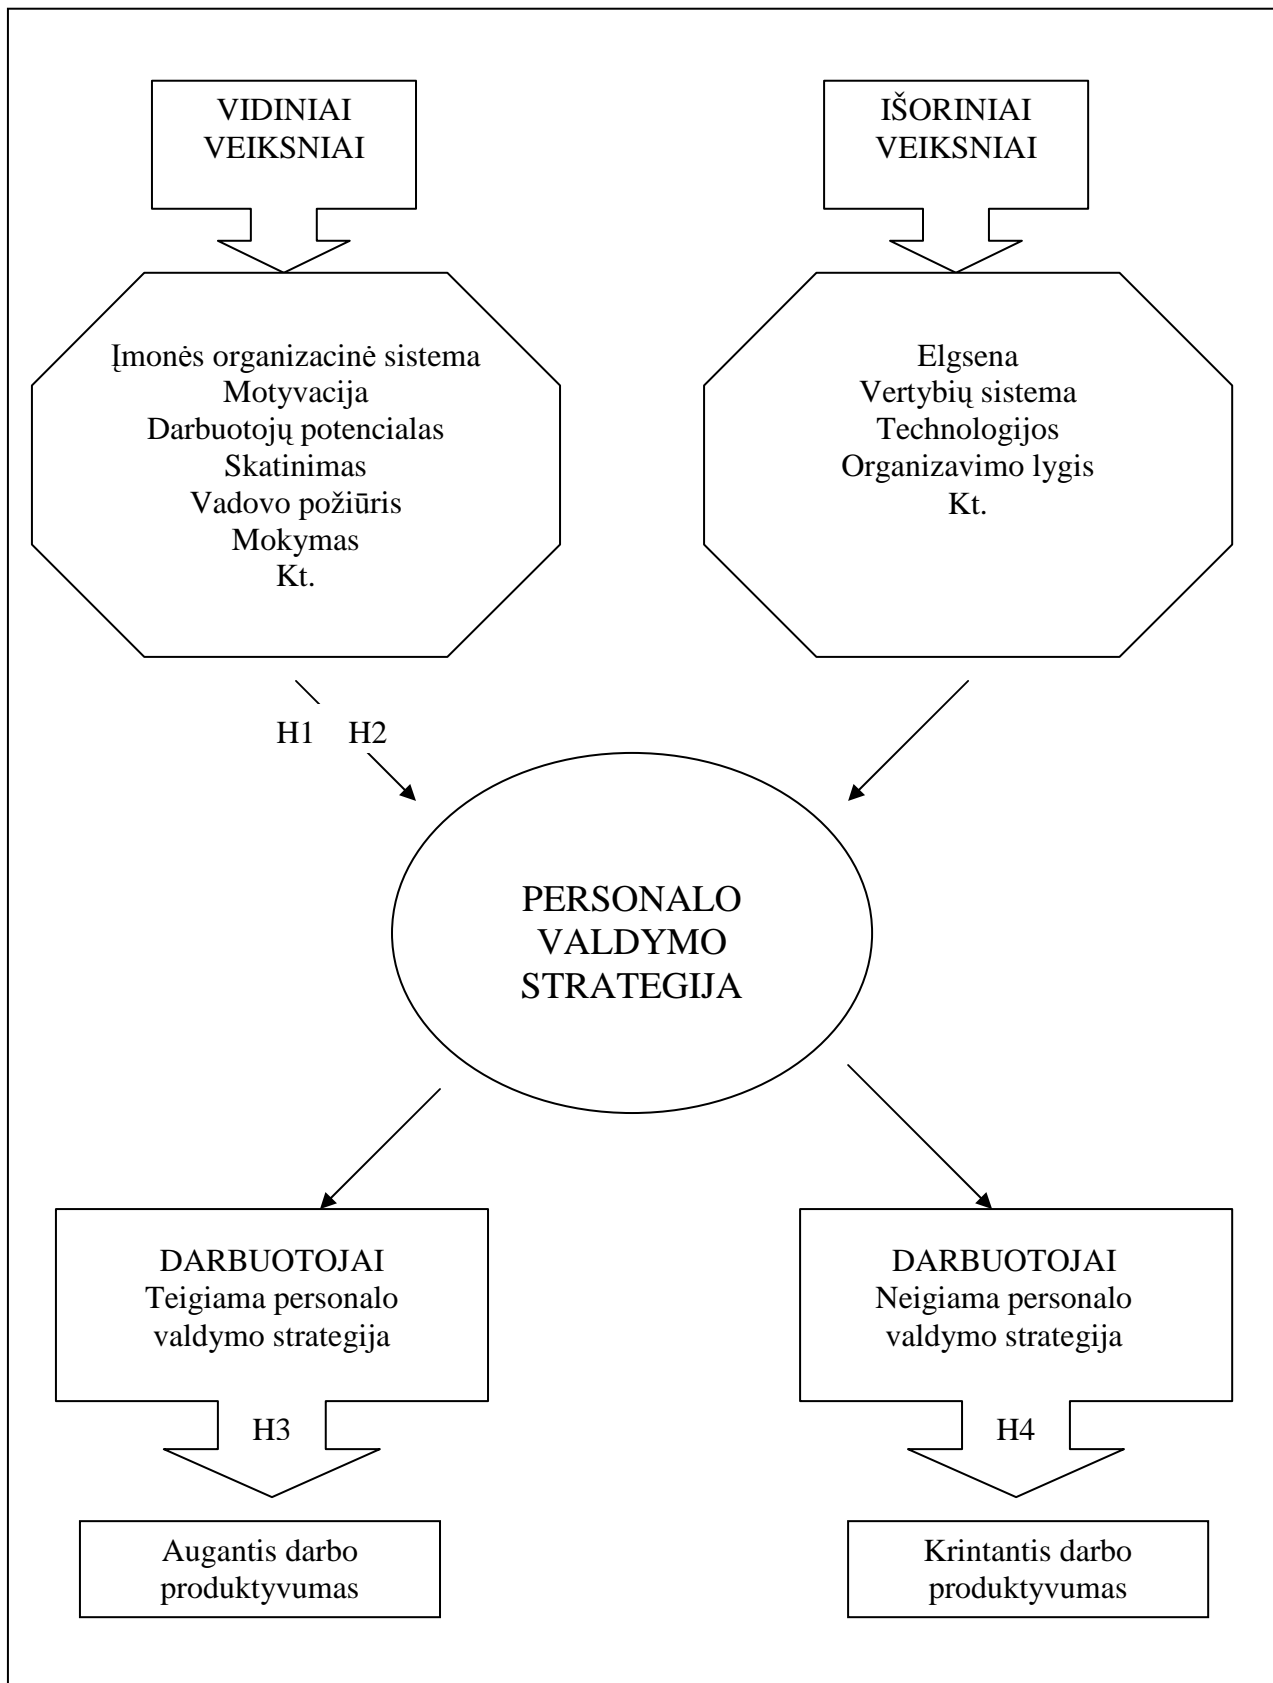 VIDINIAI
VEIKSNIAI
IŠORINIAI
VEIKSNIAI
Įmonės organizacinė sistema
Motyvacija
Darbuotojų potencialas
Skatinimas
Vadovo požiūris
Mokymas
Kt.
Elgsena
Vertybių sistema
Technologijos
Organizavimo lygis
Kt.
H1 H2
PERSONALO
VALDYMO
STRATEGIJA
DARBUOTOJAI
Teigiama personalo
valdymo strategija
DARBUOTOJAI
Neigiama personalo
valdymo strategija
H3
H4
Augantis darbo
produktyvumas
Krintantis darbo
produktyvumas